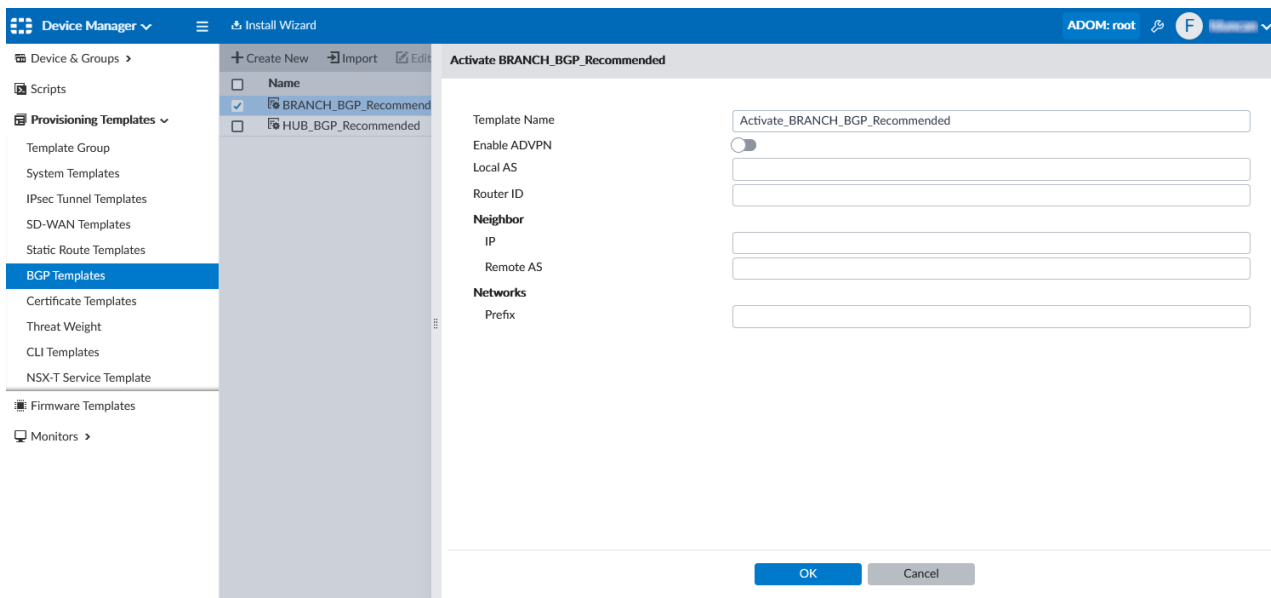 Device Manager
Install Wizard
ADOM: root
F
Device & Groups
Scripts
Provisioning Templates
Template Group
System Templates
IPsec Tunnel Templates
SD-WAN Templates
Static Route Templates
BGP Templates
Certificate Templates
Threat Weight
CLI Templates
NSX-T Service Template
Firmware Templates
Monitors
Create New Import Edit
Name
BRANCH_BGP_Recommend
HUB_BGP_Recommended
Activate BRANCH_BGP_Recommended
Template Name Activate_BRANCH_BGP_Recommended
Enable ADVPN
Local AS
Router ID
Neighbor
IP
Remote AS
Networks
Prefix
OK Cancel